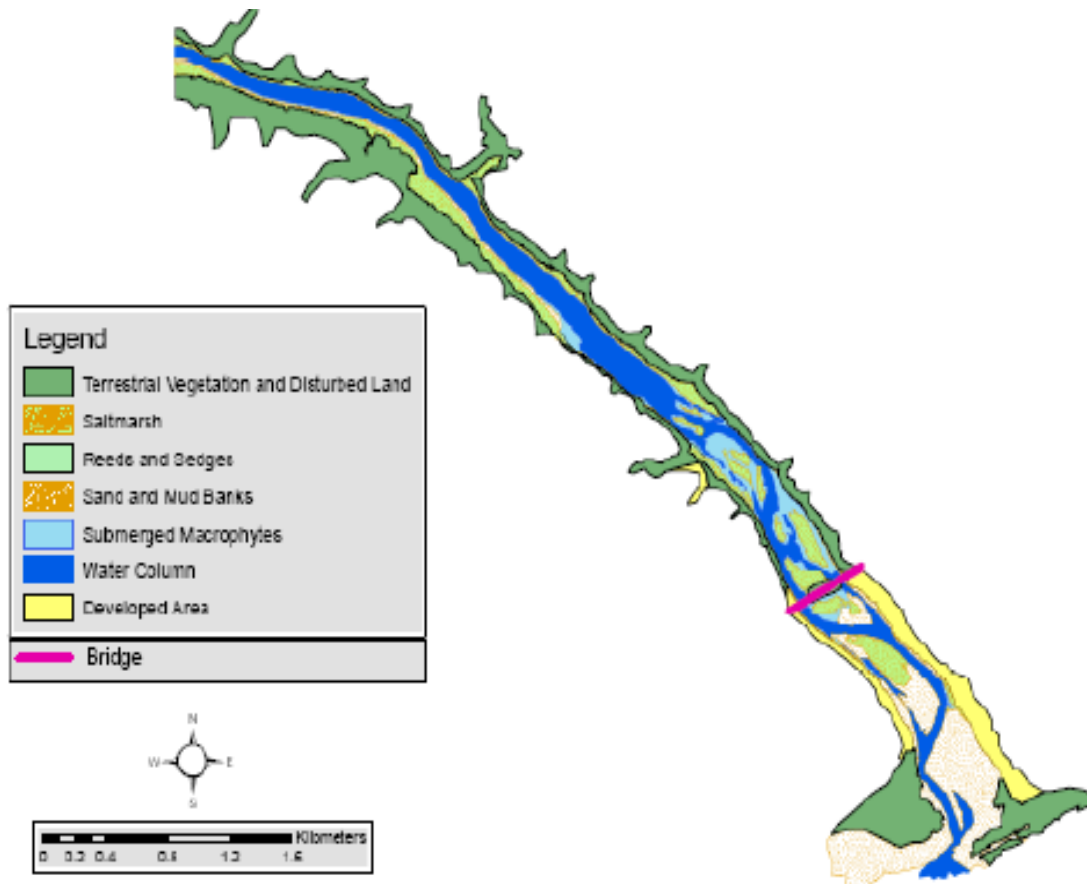 Legend
Terrestrial Vegetation and Disturbed Land
Saltmarsh
Reeds and Sedges
Sand and Mud Banks
Submerged Macrophytes
Water Column
Developed Area
Bridge
N
W E
S
Kilometers
0 0.2 0.4 0.8 1.2 1.6